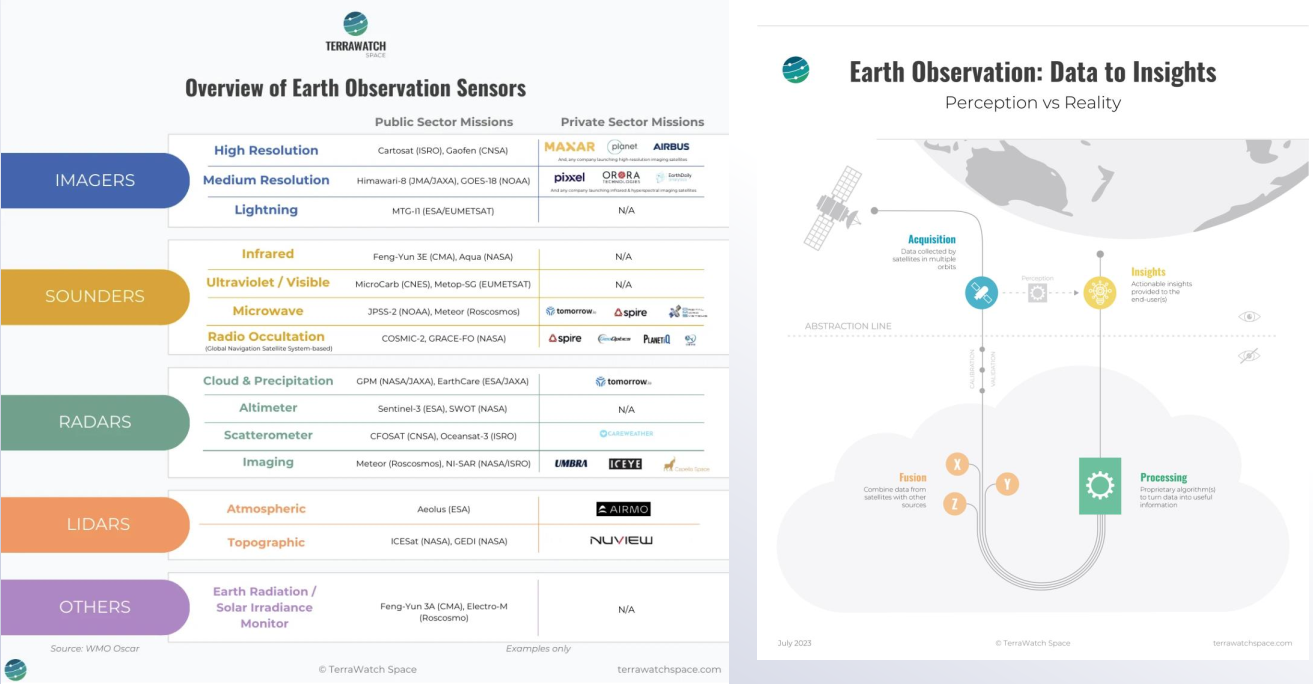 TERRAWATCH
SPACE
Overview of Earth Observation Sensors
Public Sector Missions
Private Sector Missions
IMAGERS
High Resolution
Cartosat (ISRO), Gaofen (CNSA)
MAXAR planet. AIRBUS
And any company launching high-resolution imaging satellites
Medium Resolution
Himawari-8 (JMA/JAXA), GOES-18 (NOAA)
pixxel ORORA TECHNOLOGIES EarthDaily
And any company launching infrared & hyperspectral imaging satellites
Lightning
MTG-I1 (ESA/EUMETSAT)
N/A
SOUNDERS
Infrared
Feng-Yun 3E (CMA), Aqua (NASA)
N/A
Ultraviolet / Visible
MicroCarb (CNES), Metop-SG (EUMETSAT)
N/A
Microwave
JPSS-2 (NOAA), Meteor (Roscosmos)
tomorrow.io spire
Radio Occultation
(Global Navigation Satellite System-based)
COSMIC-2, GRACE-FO (NASA)
spire GeoOptics PLANETiQ
RADARS
Cloud & Precipitation
GPM (NASA/JAXA), EarthCare (ESA/JAXA)
tomorrow.io
Altimeter
Sentinel-3 (ESA), SWOT (NASA)
N/A
Scatterometer
CFOSAT (CNSA), Oceansat-3 (ISRO)
CAREWEATHER
Imaging
Meteor (Roscosmos), NI-SAR (NASA/ISRO)
UMBRA ICEYE Capella Space
LIDARS
Atmospheric
Aeolus (ESA)
AIRMO
Topographic
ICESat (NASA), GEDI (NASA)
NUVIEW
OTHERS
Earth Radiation /
Solar Irradiance
Monitor
Feng-Yun 3A (CMA), Electro-M
(Roscosmo)
N/A
Source: WMO Oscar
Examples only
© TerraWatch Space
terrawatchspace.com
Earth Observation: Data to Insights
Perception vs Reality
Acquisition
Data collected by
satellites in multiple
orbits
Perception
Insights
Actionable insights
provided to the
end-user(s)
ABSTRACTION LINE
CALIBRATION
VALIDATION
Fusion
Combine data from
satellites with other
sources
X
Y
Z
Processing
Proprietary algorithm(s)
to turn data into useful
information
July 2023
© TerraWatch Space
terrawatchspace.com